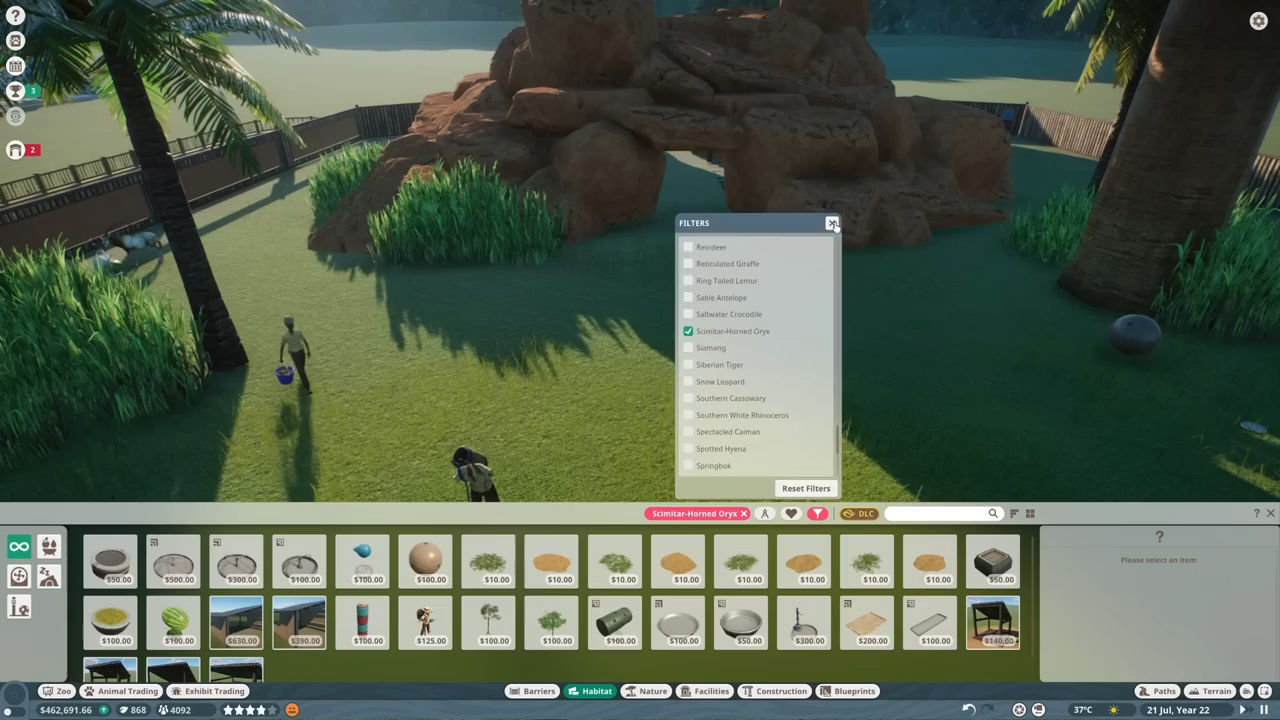 3
2
FILTERS
Reindeer
Reticulated Giraffe
Ring Tailed Lemur
Sable Antelope
Saltwater Crocodile
Scimitar-Horned Oryx
Siamang
Siberian Tiger
Snow Leopard
Southern Cassowary
Southern White Rhinoceros
Spectacled Caiman
Spotted Hyena
Springbok
Reset Filters
Scimitar-Horned Oryx DLC ?
$50.00 $500.00 $300.00 $100.00 $100.00 $100.00 $10.00 $10.00 $10.00 $10.00 $10.00 $10.00 $10.00 $10.00 $50.00
?
Please select an item
$100.00 $100.00 $630.00 $390.00 $100.00 $125.00 $100.00 $100.00 $100.00 $100.00 $50.00 $300.00 $200.00 $100.00 $140.00
Zoo Animal Trading Exhibit Trading Barriers Habitat Nature Facilities Construction Blueprints Paths Terrain
$462,691.66 868 4092 37°C 21 Jul, Year 22